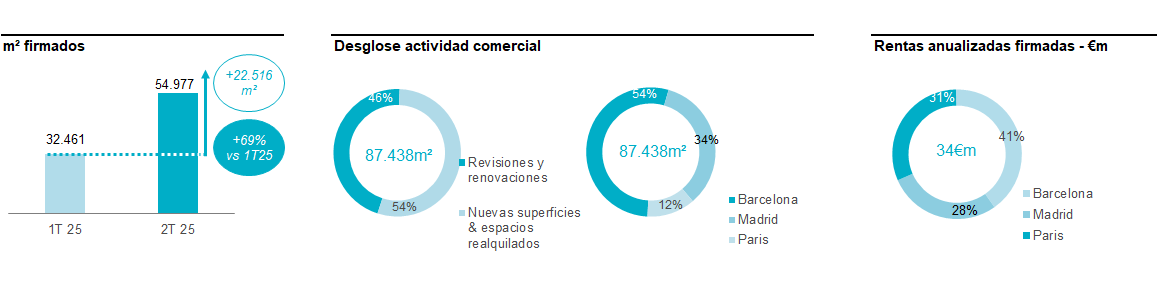 m² firmados
54.977
+22.516
m²
32.461
+69%
vs 1T25
1T 25
2T 25
Desglose actividad comercial
46%
87.438m²
54%
Revisiones y
renovaciones
Nuevas superficies
& espacios
realquilados
54%
34%
87.438m²
12%
Barcelona
Madrid
Paris
Rentas anualizadas firmadas - €m
31%
41%
34€m
28%
Barcelona
Madrid
Paris